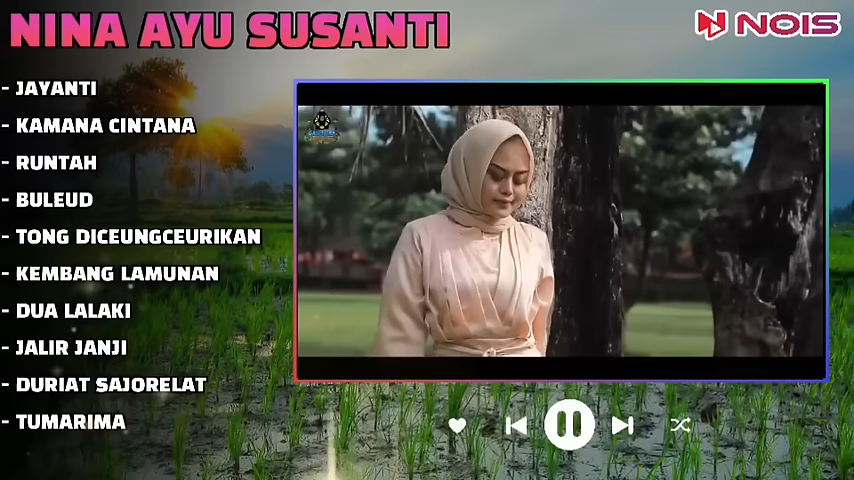 NINA AYU SUSANTI
NOIS
- JAYANTI
- KAMANA CINTANA
- RUNTAH
- BULEUD
- TONG DICEUNGCEURIKAN
- KEMBANG LAMUNAN
- DUA LALAKI
- JALIR JANJI
- DURIAT SAJORELAT
- TUMARIMA